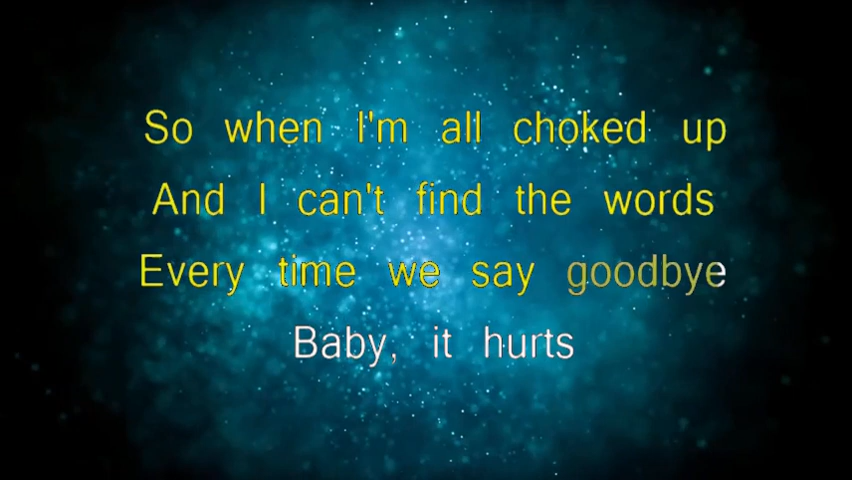 So when I'm all choked up
And I can't find the words
Every time we say goodbye
Baby, it hurts